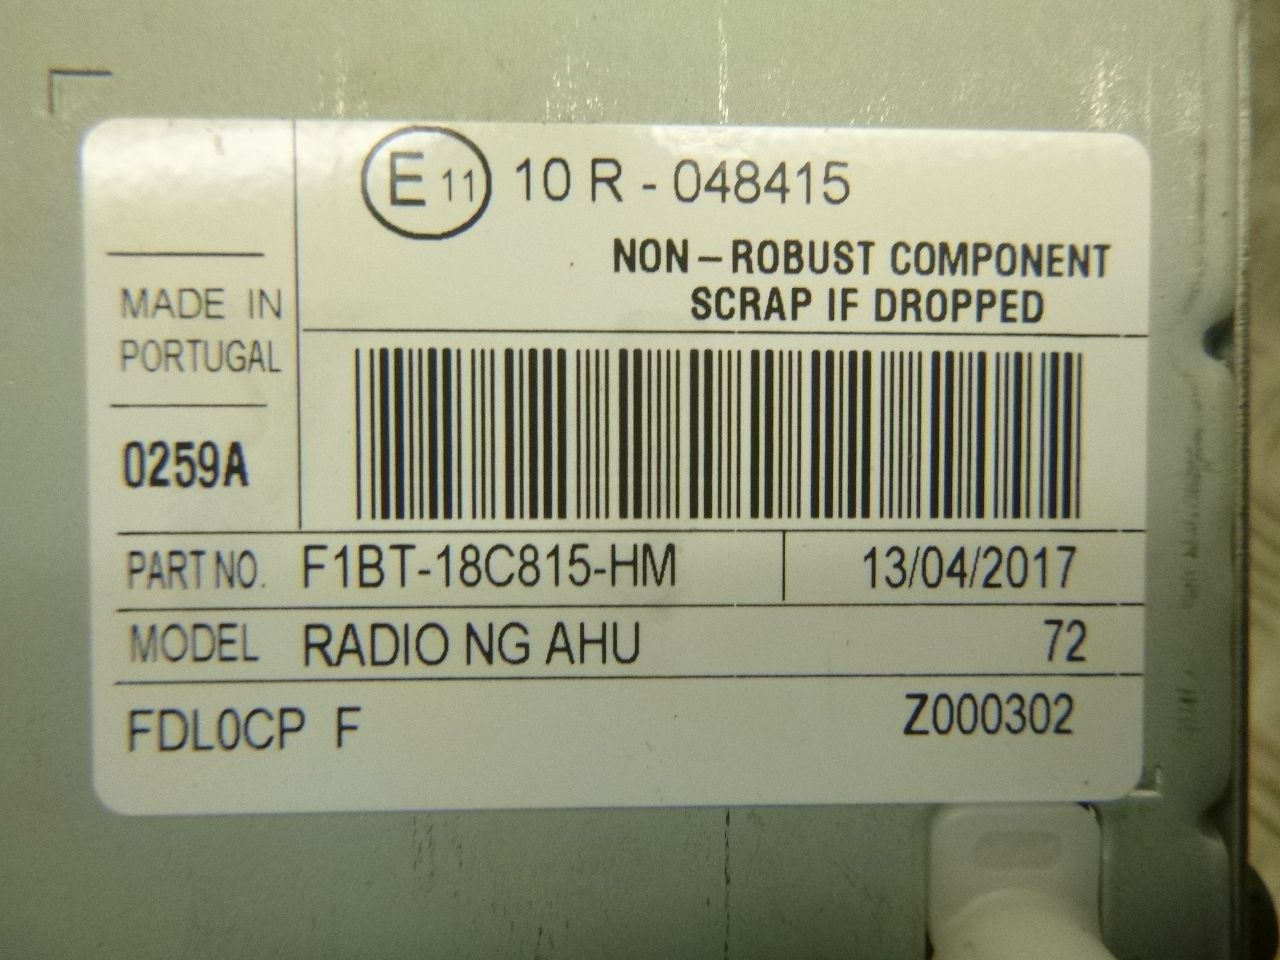 E 11 10 R - 048415
NON-ROBUST COMPONENT
SCRAP IF DROPPED
MADE IN
PORTUGAL
0259A
PART NO. F1BT-18C815-HM 13/04/2017
MODEL RADIO NG AHU 72
FDL0CP F Z000302